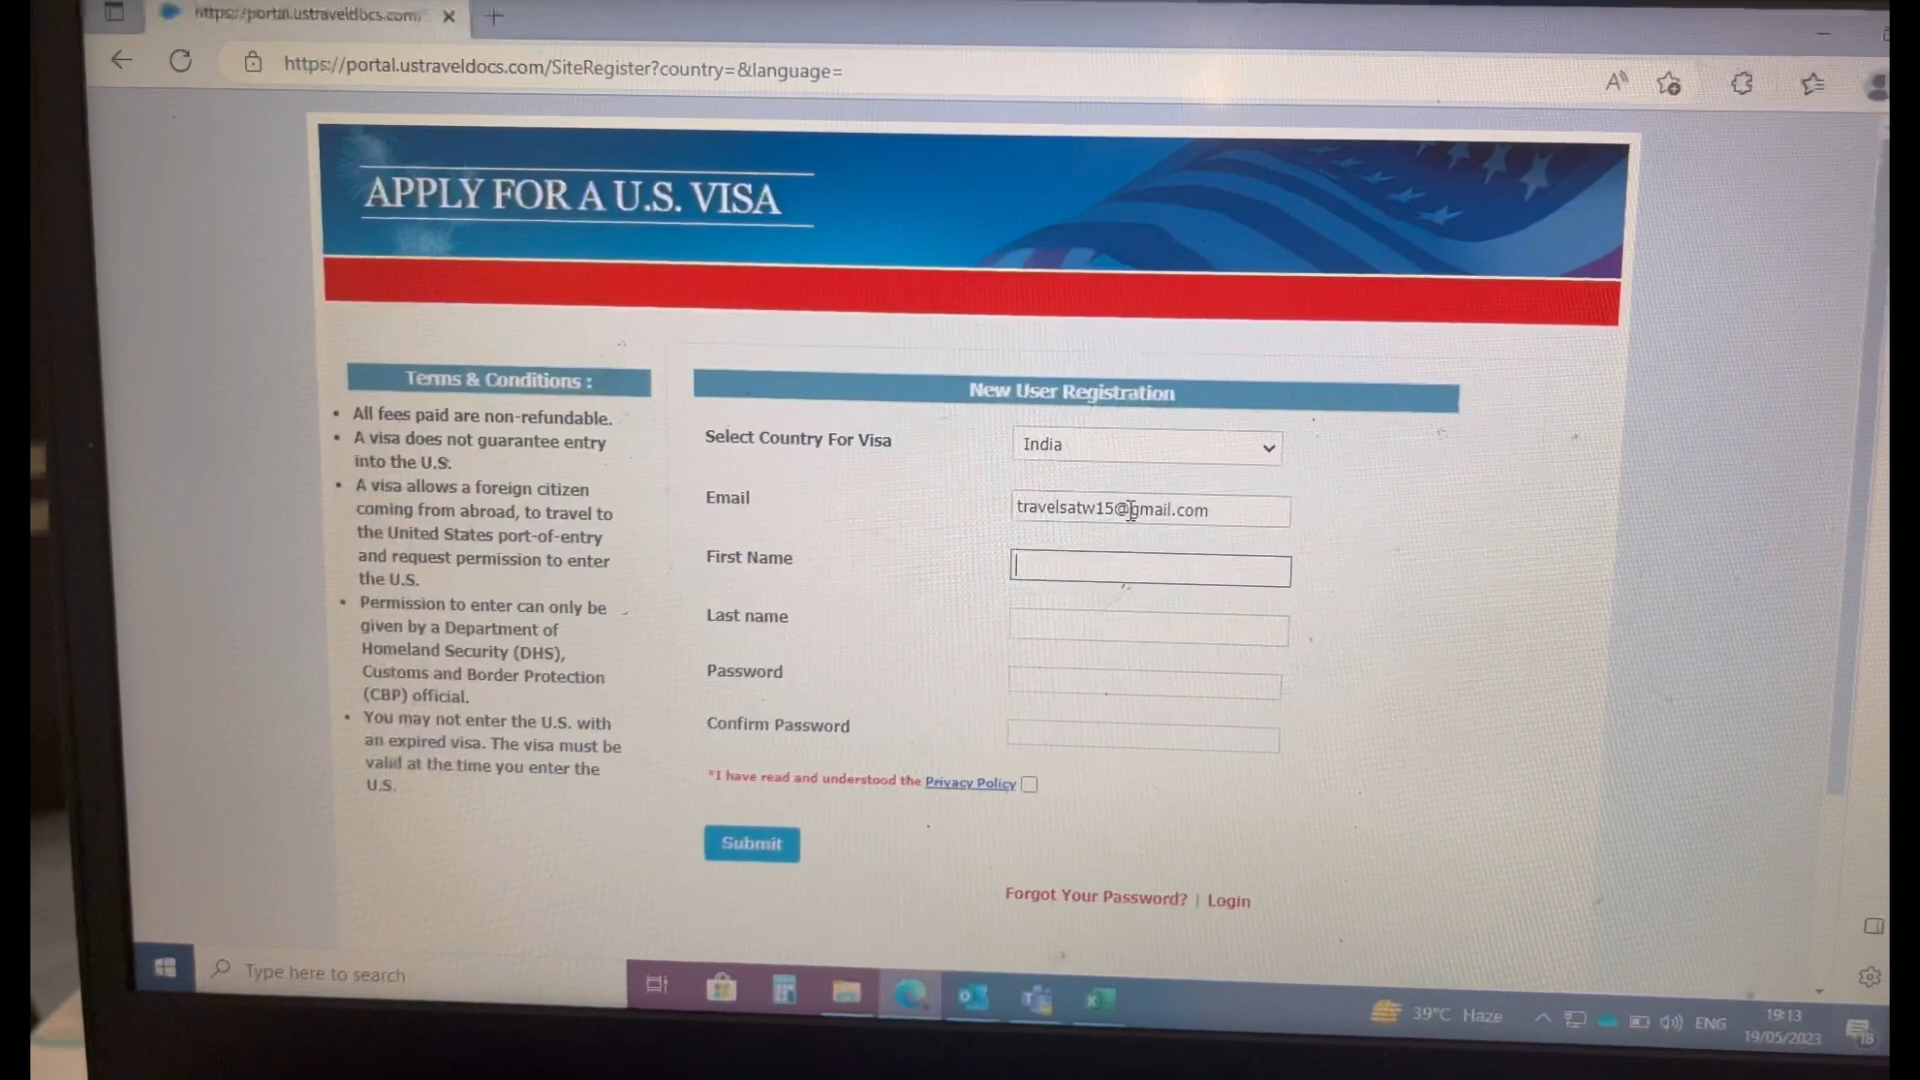 https://portal.ustraveldocs.com/
https://portal.ustraveldocs.com/SiteRegister?country=&language=
APPLY FOR A U.S. VISA
Terms & Conditions :
• All fees paid are non-refundable.
• A visa does not guarantee entry
into the U.S.
• A visa allows a foreign citizen
coming from abroad, to travel to
the United States port-of-entry
and request permission to enter
the U.S.
• Permission to enter can only be
given by a Department of
Homeland Security (DHS),
Customs and Border Protection
(CBP) official.
• You may not enter the U.S. with
an expired visa. The visa must be
valid at the time you enter the
U.S.
New User Registration
Select Country For Visa
India
Email
travelsatw15@gmail.com
First Name
Last name
Password
Confirm Password
*I have read and understood the Privacy Policy
Submit
Forgot Your Password? | Login
Type here to search
39°C Haze
ENG
19:13
19/05/2023
18